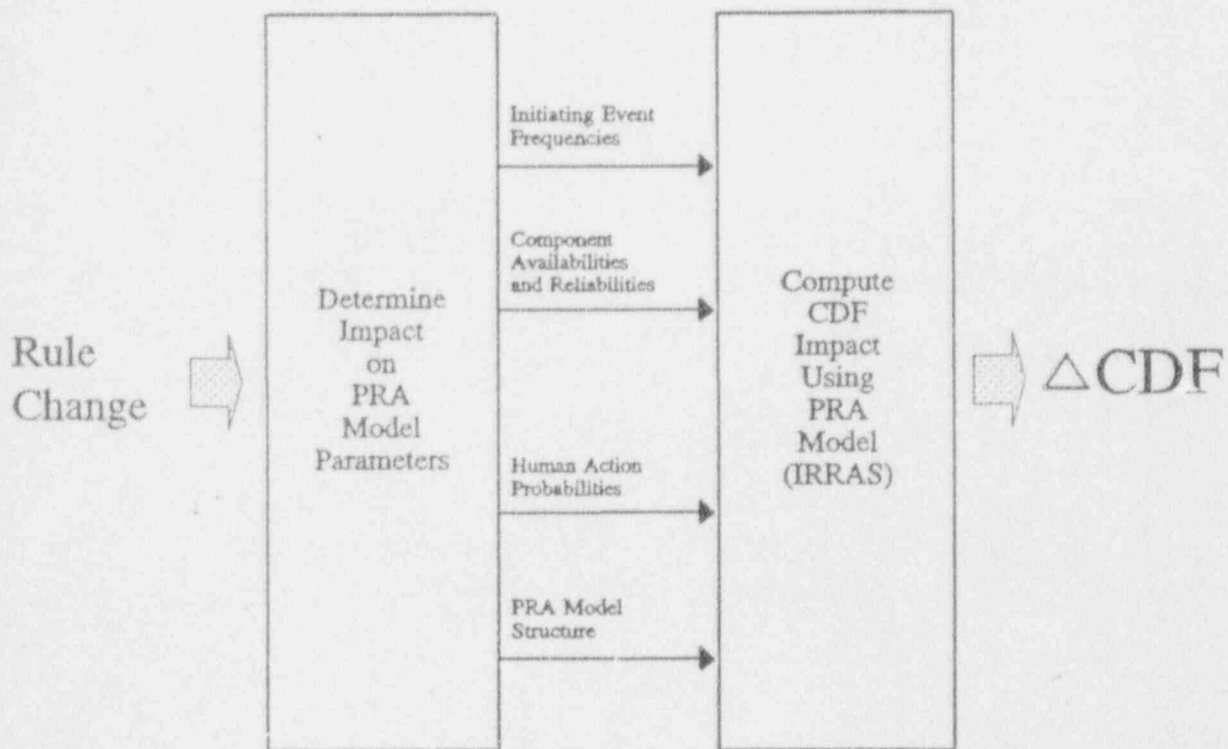 Rule
Change
Determine
Impact
on
PRA
Model
Parameters
Initiating Event
Frequencies
Component
Availabilities
and Reliabilities
Human Action
Probabilities
PRA Model
Structure
Compute
CDF
Impact
Using
PRA
Model
(IRRAS)
△CDF